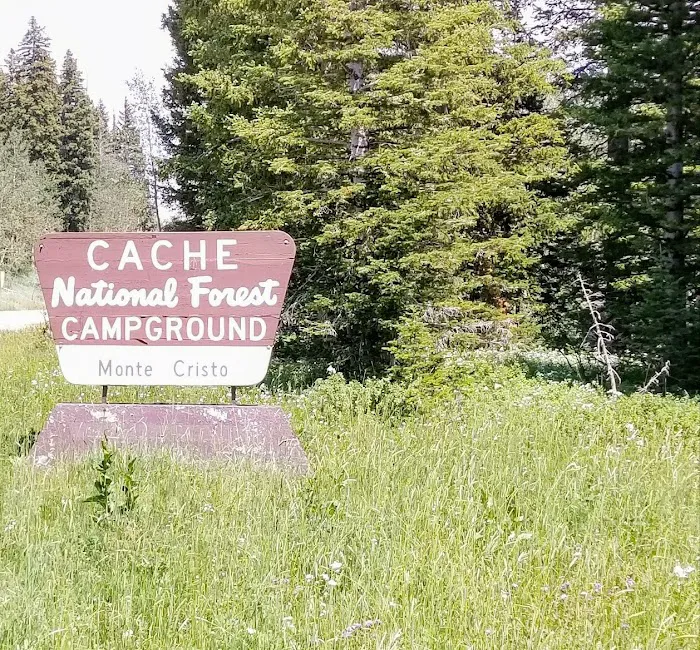 CACHE
National Forest
CAMPGROUND
Monte Cristo